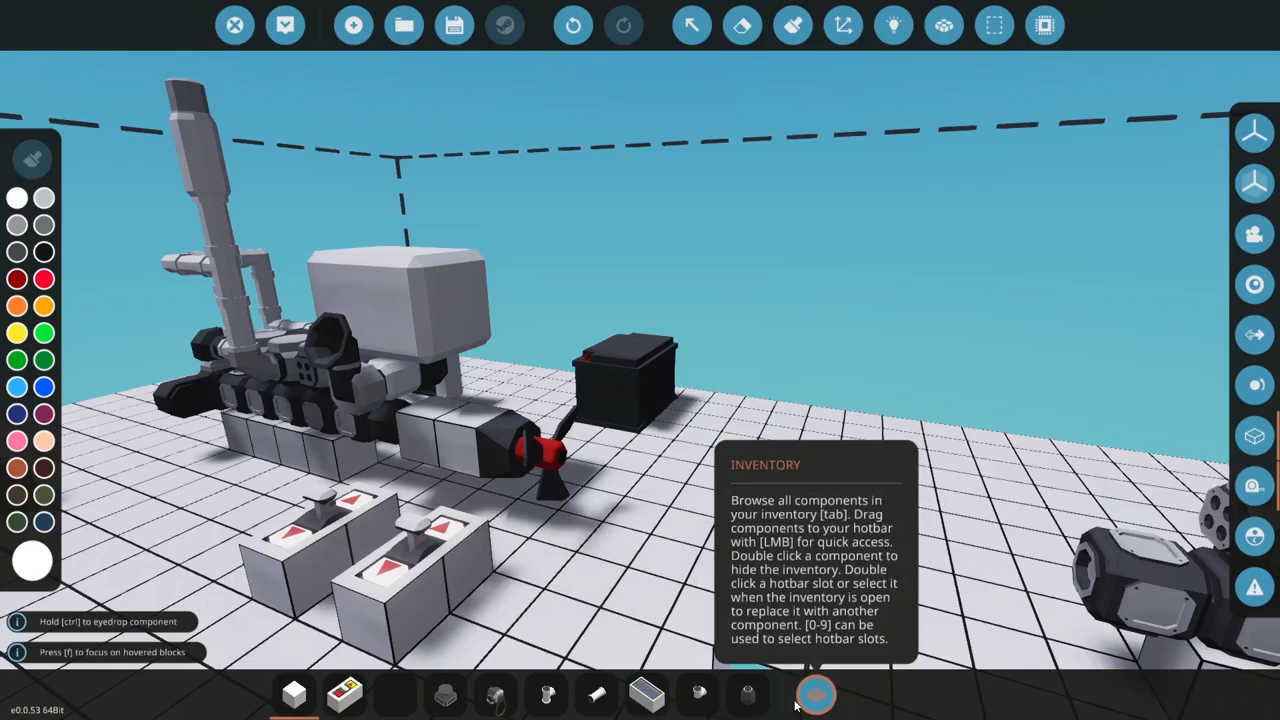 INVENTORY
Browse all components in
your inventory [tab]. Drag
components to your hotbar
with [LMB] for quick access.
Double click a component to
hide the inventory. Double
click a hotbar slot or select it
when the inventory is open
to replace it with another
component. [0-9] can be
used to select hotbar slots.
Hold [ctrl] to eyedrop component
Press [f] to focus on hovered blocks
e0.0.53 64Bit